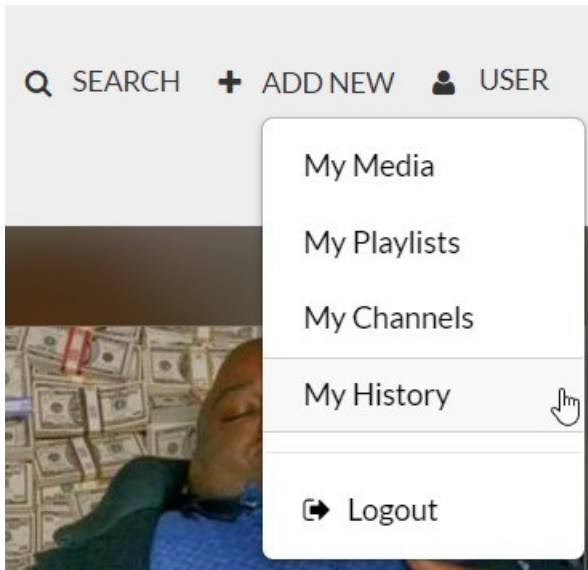 SEARCH ADD NEW USER
My Media
My Playlists
My Channels
My History
Logout